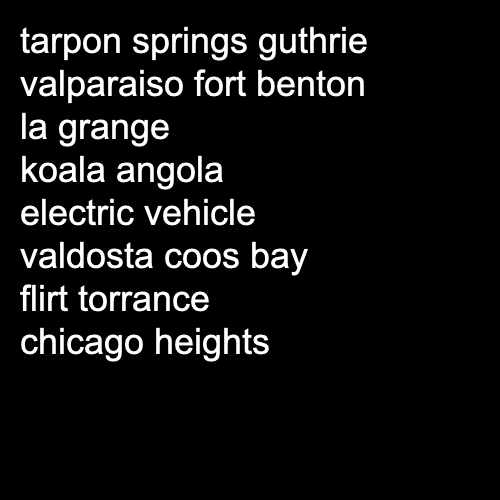 tarpon springs guthrie
valparaiso fort benton
la grange
koala angola
electric vehicle
valdosta coos bay
flirt torrance
chicago heights